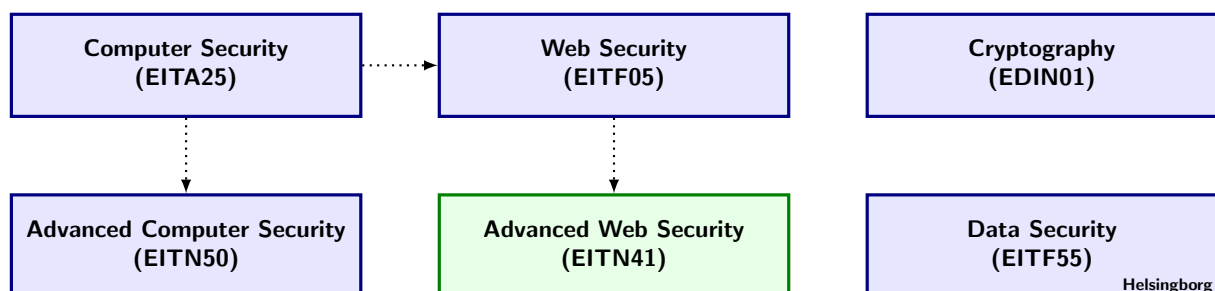 Computer Security
(EITA25)
Web Security
(EITF05)
Cryptography
(EDIN01)
Advanced Computer Security
(EITN50)
Advanced Web Security
(EITN41)
Data Security
(EITF55)
Helsingborg